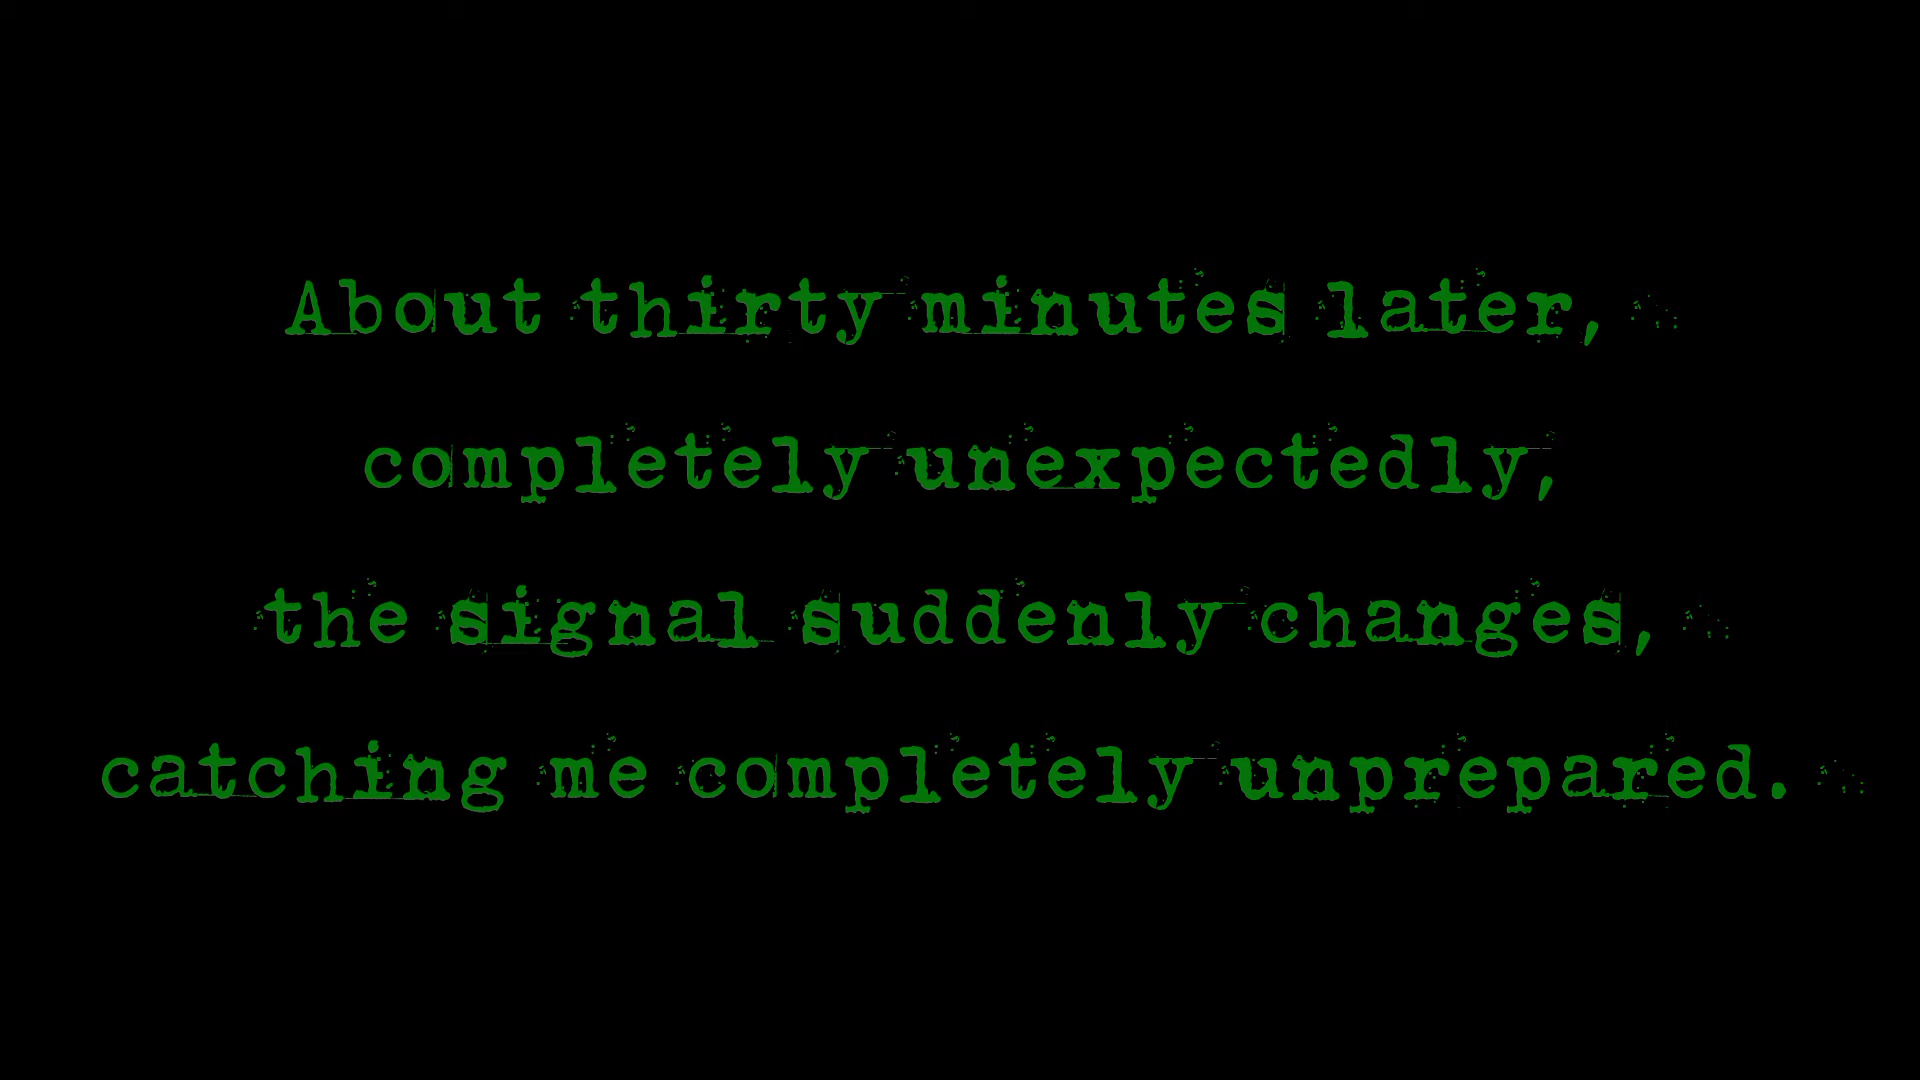 About thirty minutes later,
completely unexpectedly,
the signal suddenly changes,
catching me completely unprepared.